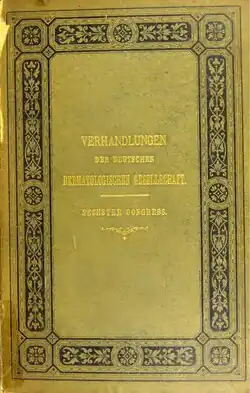 VERHANDLUNGEN
DER DEUTSCHEN
DERMATOLOGISCHEN GESELLSCHAFT.
SECHSTER CONGRESS.